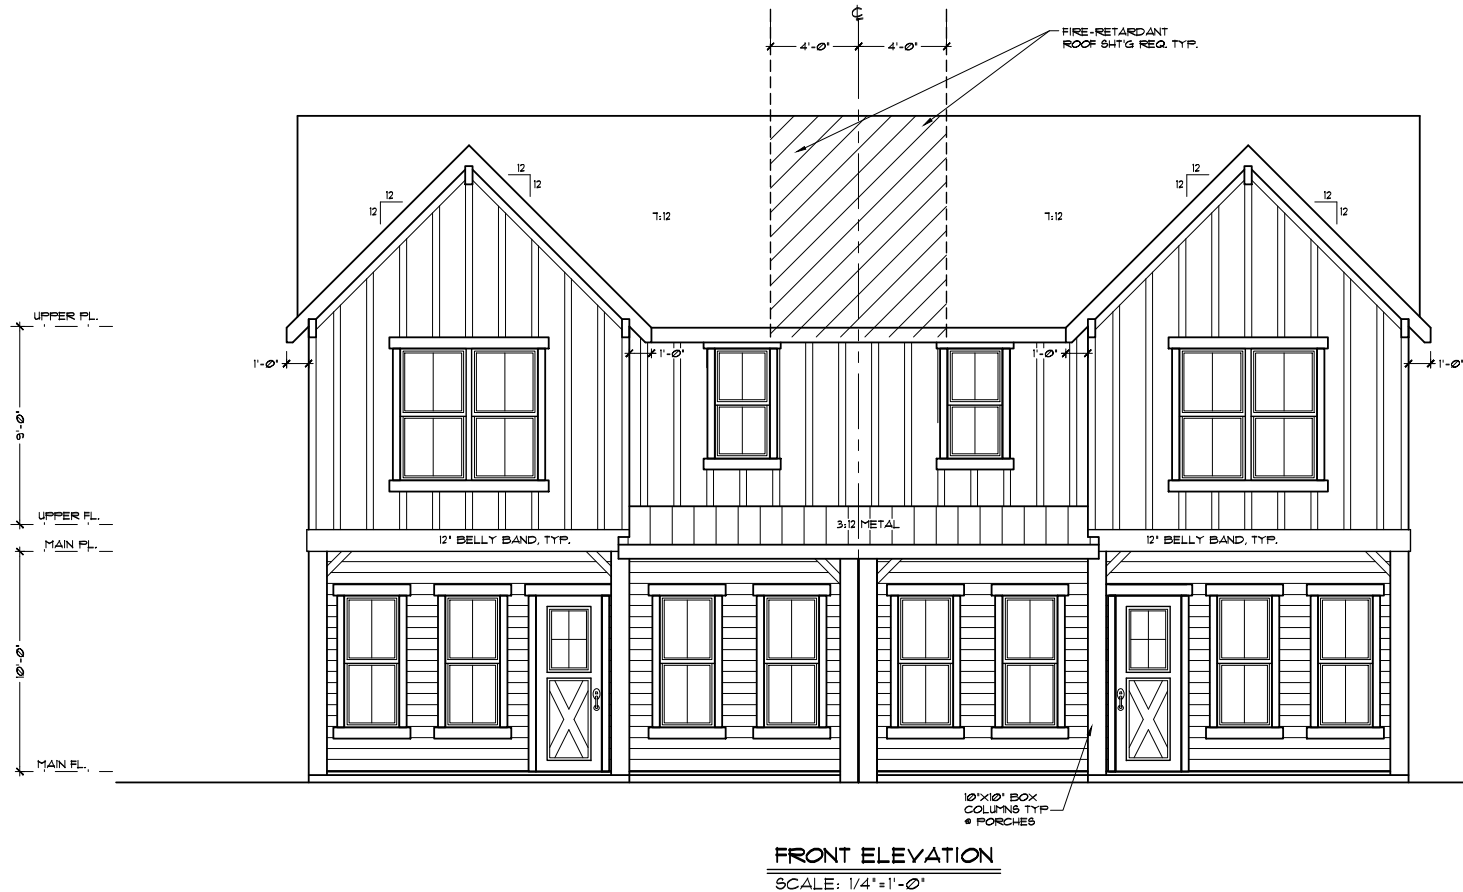 ℄
4'-0" 4'-0"
FIRE-RETARDANT
ROOF SHT'G REQ. TYP.
12
12
12
12
12
12
12
12
7:12
7:12
UPPER PL.
1'-0"
1'-0"
1'-0"
1'-0"
9'-0"
UPPER FL.
3:12 METAL
MAIN PL.
12" BELLY BAND, TYP.
12" BELLY BAND, TYP.
10'-0"
MAIN FL.
10"X10" BOX
COLUMNS TYP
@ PORCHES
FRONT ELEVATION
SCALE: 1/4"=1'-0"